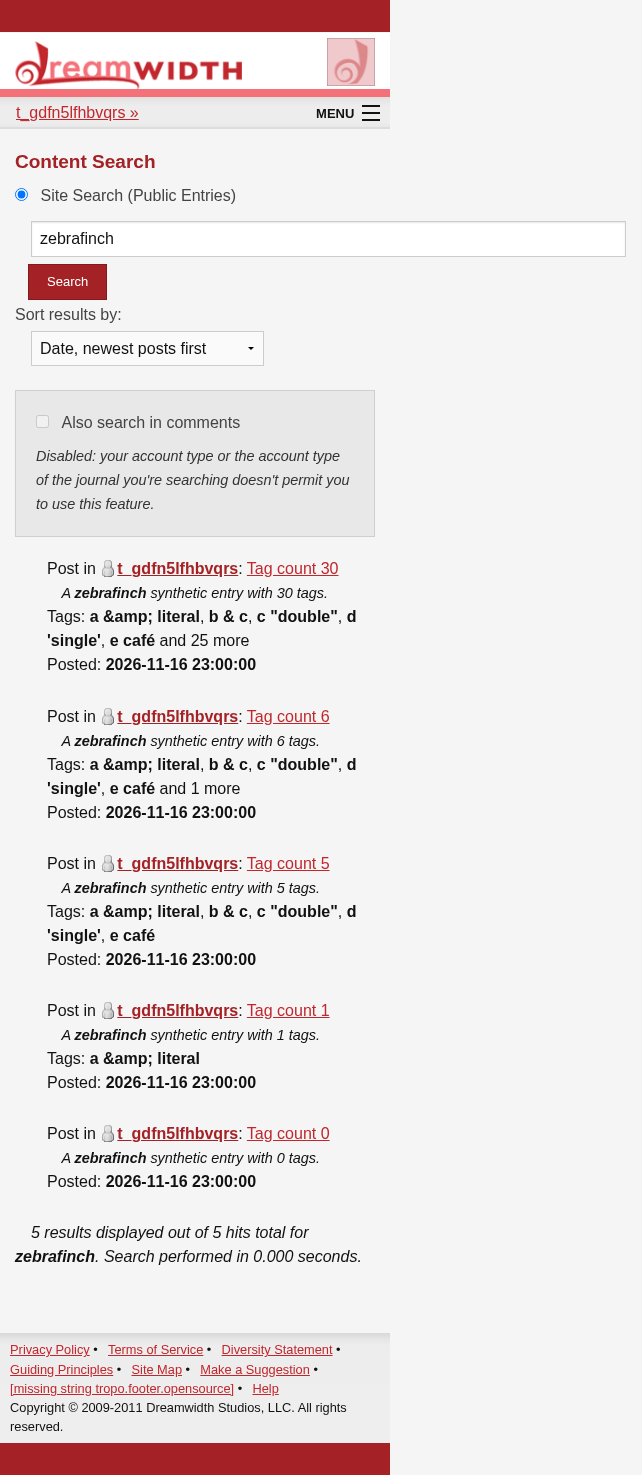 dreamWIDTH
t_gdfn5lfhbvqrs »
MENU
Content Search
Site Search (Public Entries)
zebrafinch
Search
Sort results by:
Date, newest posts first
Also search in comments
Disabled: your account type or the account type
of the journal you're searching doesn't permit you
to use this feature.
Post in t_gdfn5lfhbvqrs: Tag count 30
A zebrafinch synthetic entry with 30 tags.
Tags: a &amp; literal, b & c, c "double", d
'single', e café and 25 more
Posted: 2026-11-16 23:00:00
Post in t_gdfn5lfhbvqrs: Tag count 6
A zebrafinch synthetic entry with 6 tags.
Tags: a &amp; literal, b & c, c "double", d
'single', e café and 1 more
Posted: 2026-11-16 23:00:00
Post in t_gdfn5lfhbvqrs: Tag count 5
A zebrafinch synthetic entry with 5 tags.
Tags: a &amp; literal, b & c, c "double", d
'single', e café
Posted: 2026-11-16 23:00:00
Post in t_gdfn5lfhbvqrs: Tag count 1
A zebrafinch synthetic entry with 1 tags.
Tags: a &amp; literal
Posted: 2026-11-16 23:00:00
Post in t_gdfn5lfhbvqrs: Tag count 0
A zebrafinch synthetic entry with 0 tags.
Posted: 2026-11-16 23:00:00
5 results displayed out of 5 hits total for
zebrafinch. Search performed in 0.000 seconds.
Privacy Policy • Terms of Service • Diversity Statement •
Guiding Principles • Site Map • Make a Suggestion •
[missing string tropo.footer.opensource] • Help
Copyright © 2009-2011 Dreamwidth Studios, LLC. All rights
reserved.